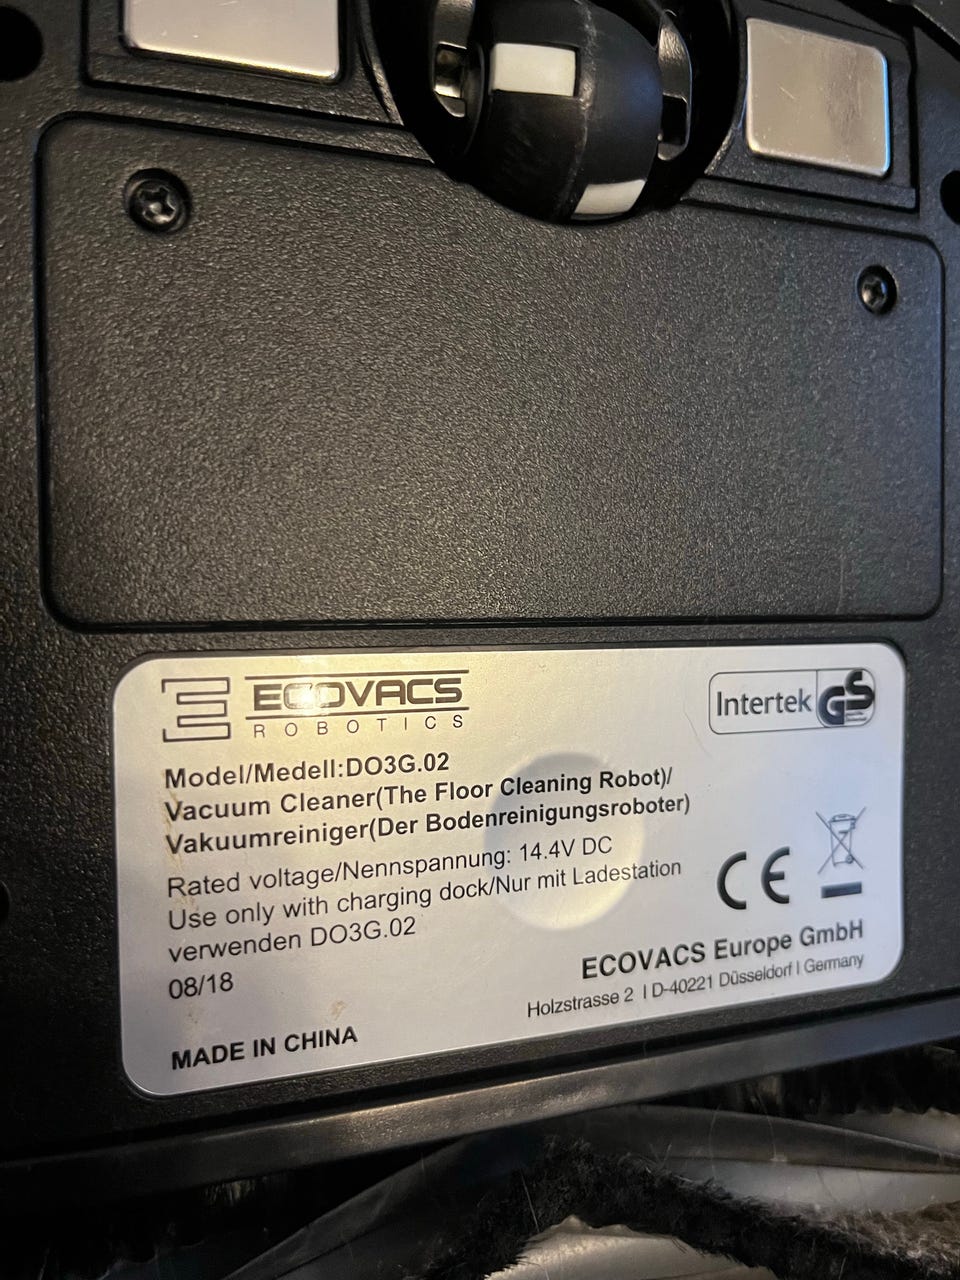 ECOVACS
ROBOTICS
Intertek GS
Model/Medell:DO3G.02
Vacuum Cleaner(The Floor Cleaning Robot)/
Vakuumreiniger(Der Bodenreinigungsroboter)
Rated voltage/Nennspannung: 14.4V DC
Use only with charging dock/Nur mit Ladestation
verwenden DO3G.02
08/18
CE
ECOVACS Europe GmbH
Holzstrasse 2 I D-40221 Düsseldorf I Germany
MADE IN CHINA